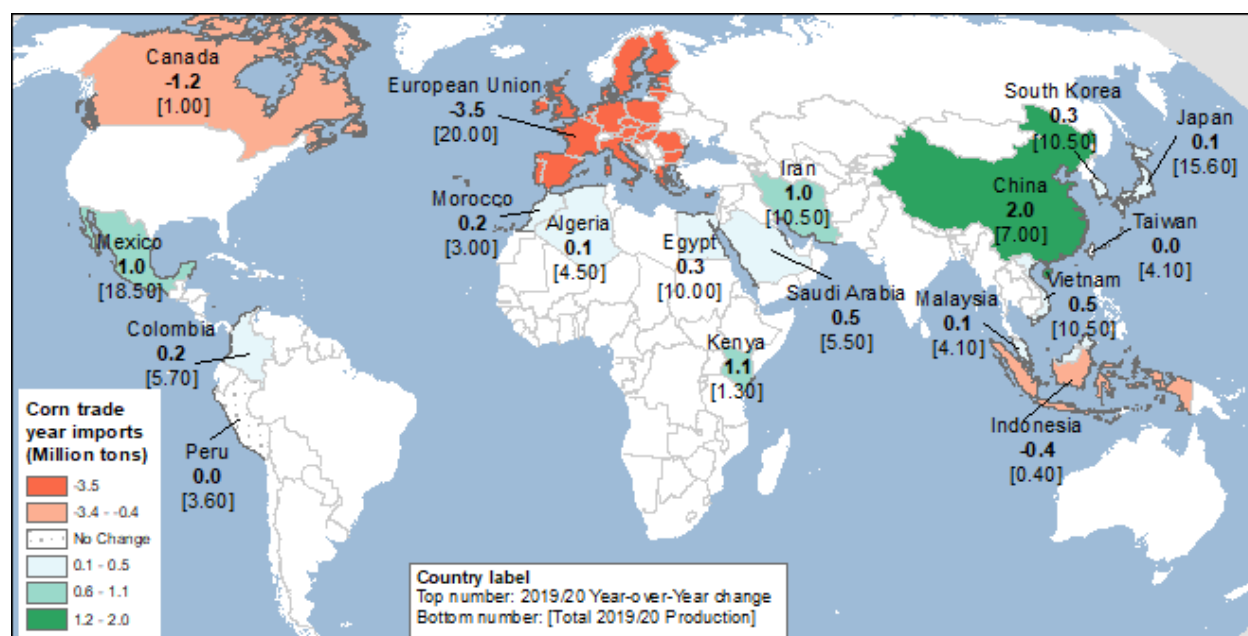 Canada
-1.2
[1.00]
European Union
-3.5
[20.00]
South Korea
0.3
[10.50]
Japan
0.1
[15.60]
Iran
1.0
[10.50]
China
2.0
[7.00]
Morocco
0.2
[3.00]
Algeria
0.1
[4.50]
Egypt
0.3
[10.00]
Taiwan
0.0
[4.10]
Mexico
1.0
[18.50]
Saudi Arabia
0.5
[5.50]
Malaysia
0.1
[4.10]
Vietnam
0.5
[10.50]
Colombia
0.2
[5.70]
Kenya
1.1
[1.30]
Peru
0.0
[3.60]
Indonesia
-0.4
[0.40]
Corn trade
year imports
(Million tons)
-3.5
-3.4 - -0.4
No Change
0.1 - 0.5
0.6 - 1.1
1.2 - 2.0
Country label
Top number: 2019/20 Year-over-Year change
Bottom number: [Total 2019/20 Production]